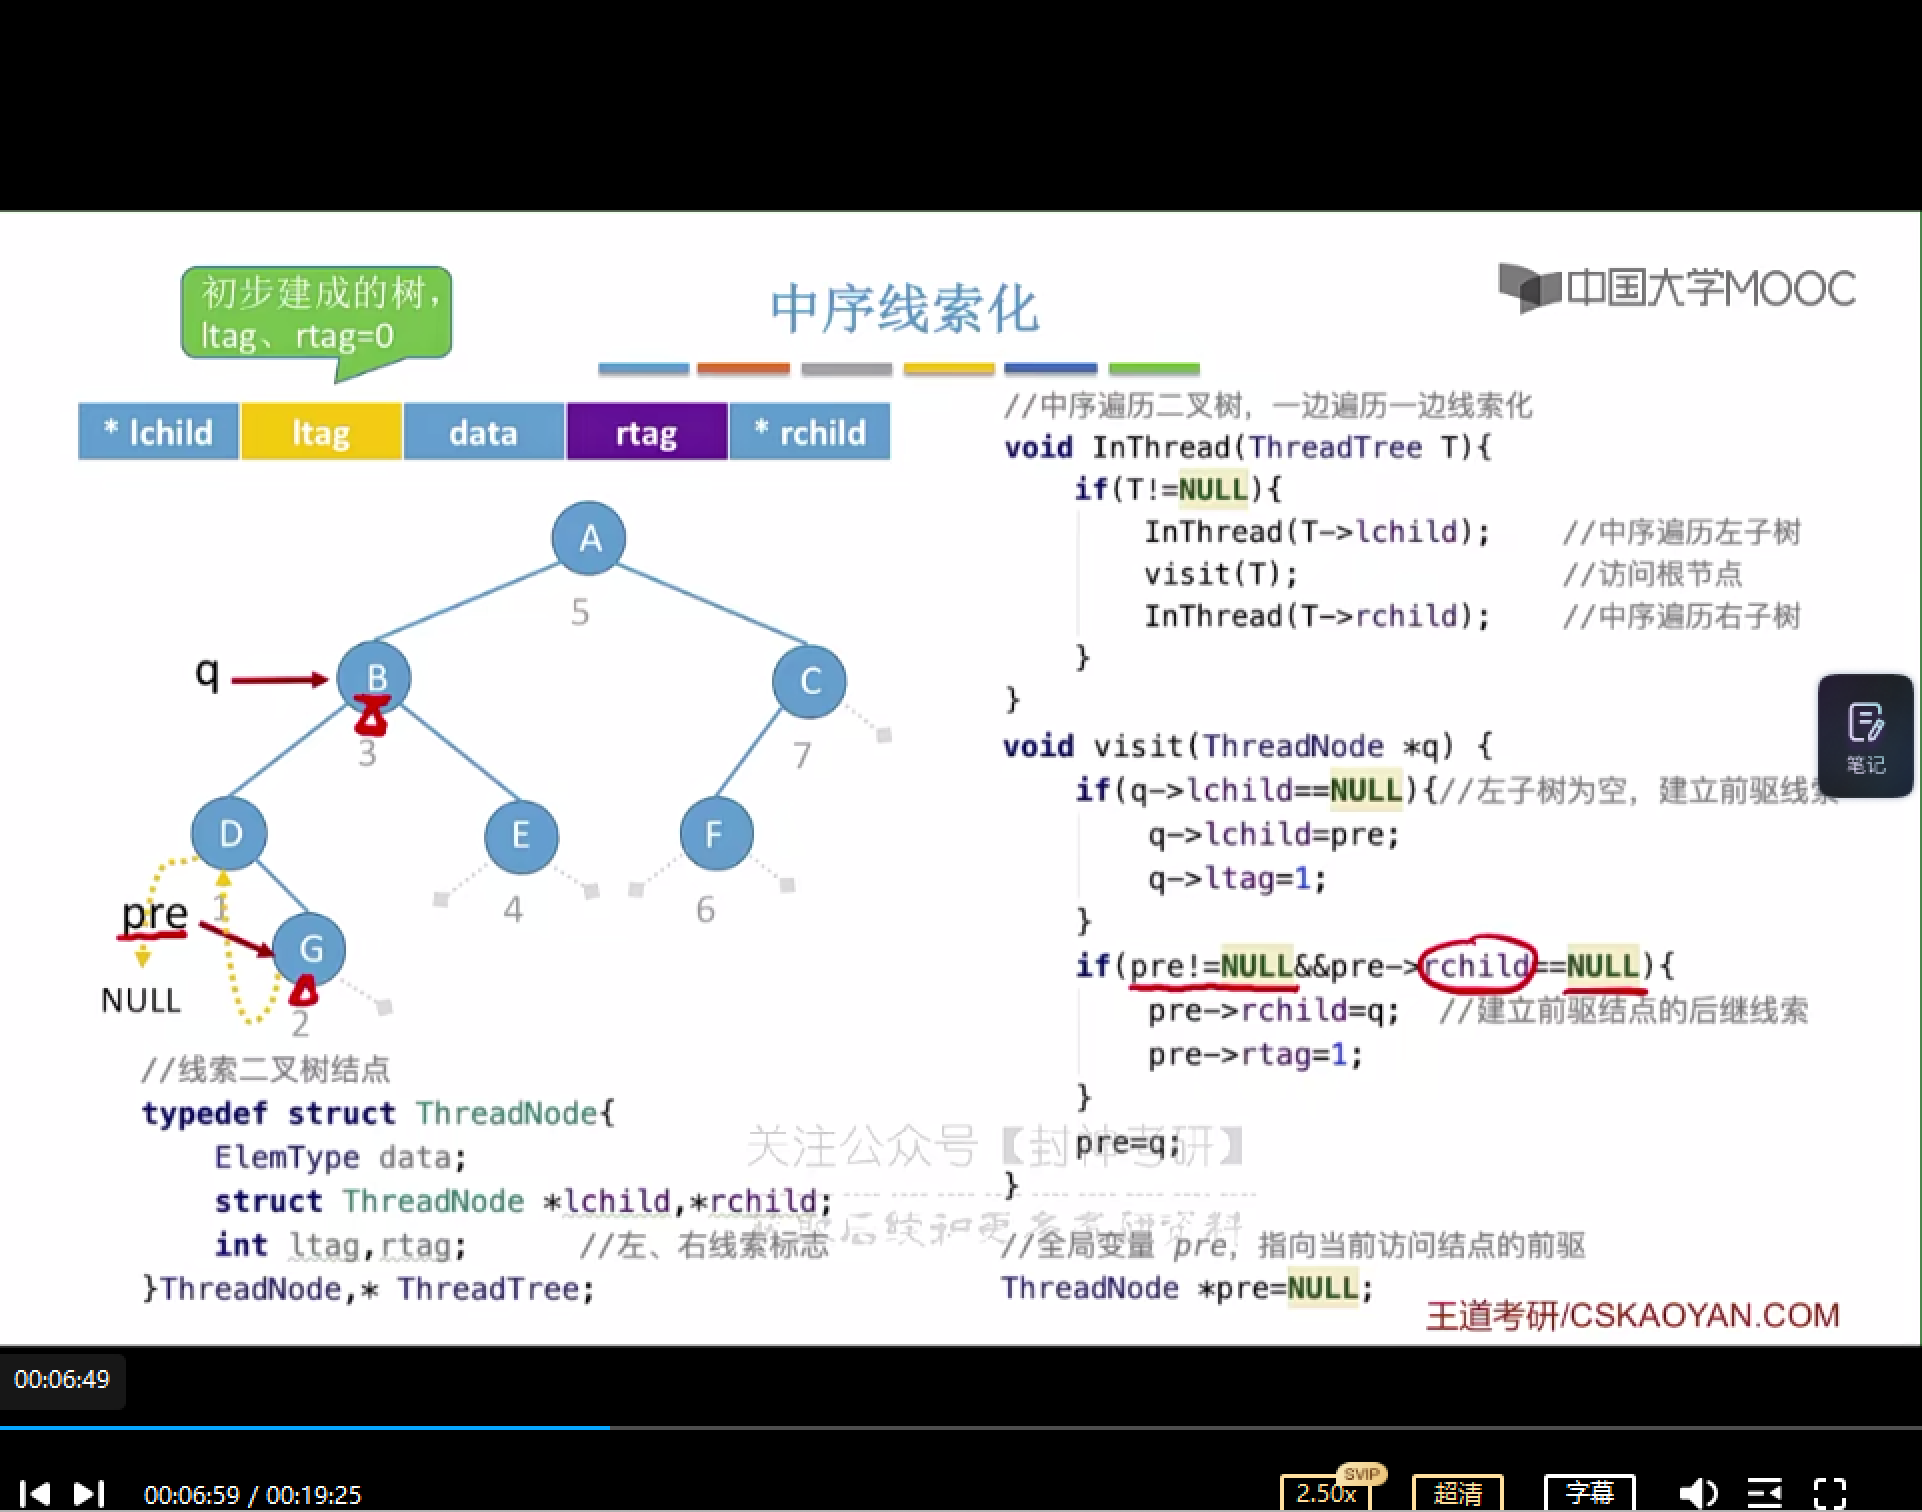 初步建成的树，
ltag、rtag=0
中序线索化
中国大学MOOC
* lchild ltag data rtag * rchild
A
5
q
B
3
C
7
D
1
E
4
F
6
pre
G
2
NULL
//线索二叉树结点
typedef struct ThreadNode{
ElemType data;
struct ThreadNode *lchild,*rchild;
int ltag,rtag; //左、右线索标志
}ThreadNode,* ThreadTree;
//中序遍历二叉树，一边遍历一边线索化
void InThread(ThreadTree T){
if(T!=NULL){
InThread(T->lchild); //中序遍历左子树
visit(T); //访问根节点
InThread(T->rchild); //中序遍历右子树
}
}
void visit(ThreadNode *q) {
if(q->lchild==NULL){//左子树为空，建立前驱线索
q->lchild=pre;
q->ltag=1;
}
if(pre!=NULL&&pre->rchild==NULL){
pre->rchild=q; //建立前驱结点的后继线索
pre->rtag=1;
}
pre=q;
}
//全局变量 pre，指向当前访问结点的前驱
ThreadNode *pre=NULL;
关注公众号【封神考研】
后续和更多考研资料
王道考研/CSKAOYAN.COM
笔记
00:06:49
00:06:59 / 00:19:25
2.50x
SVIP
超清
字幕